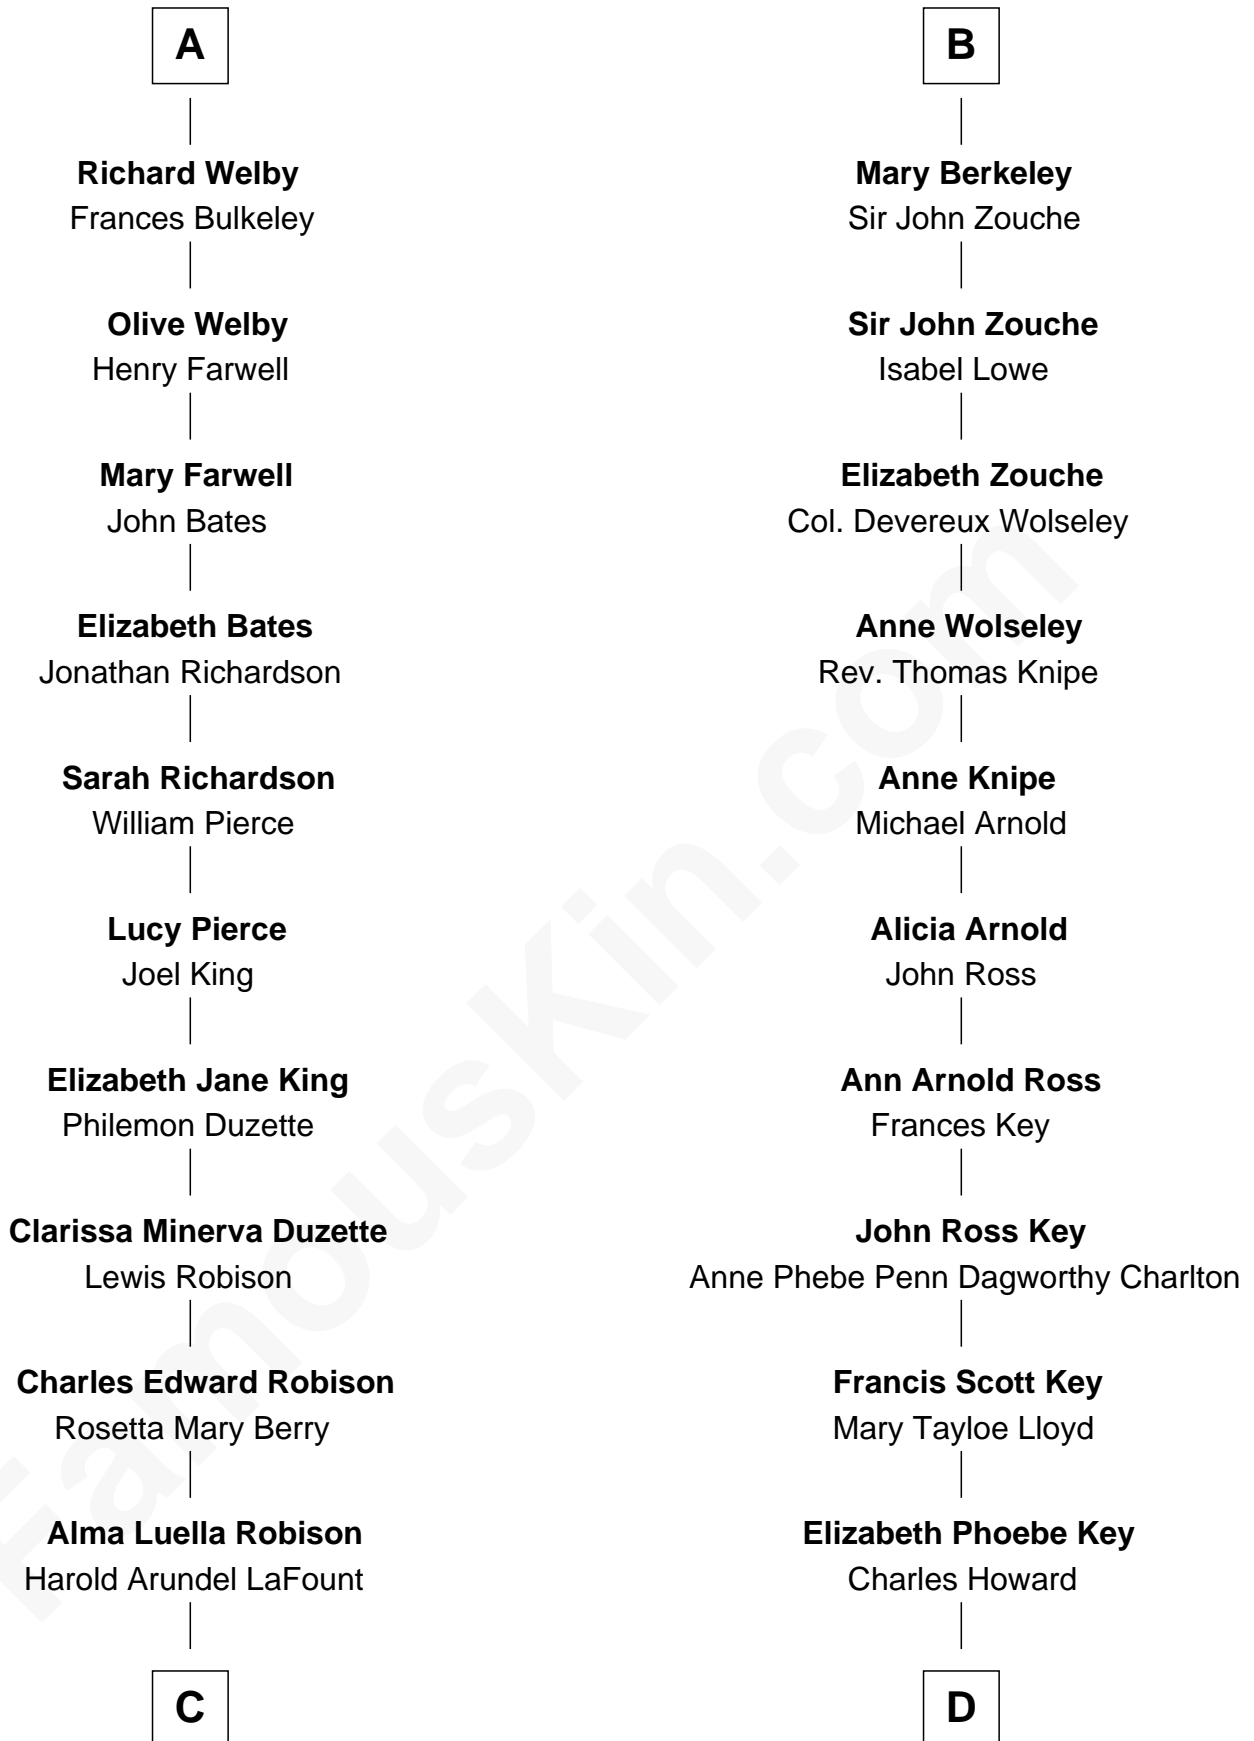 A
Richard Welby
Frances Bulkeley
Olive Welby
Henry Farwell
Mary Farwell
John Bates
Elizabeth Bates
Jonathan Richardson
Sarah Richardson
William Pierce
Lucy Pierce
Joel King
Elizabeth Jane King
Philemon Duzette
Clarissa Minerva Duzette
Lewis Robison
Charles Edward Robison
Rosetta Mary Berry
Alma Luella Robison
Harold Arundel LaFount
C
B
Mary Berkeley
Sir John Zouche
Sir John Zouche
Isabel Lowe
Elizabeth Zouche
Col. Devereux Wolseley
Anne Wolseley
Rev. Thomas Knipe
Anne Knipe
Michael Arnold
Alicia Arnold
John Ross
Ann Arnold Ross
Frances Key
John Ross Key
Anne Phebe Penn Dagworthy Charlton
Francis Scott Key
Mary Tayloe Lloyd
Elizabeth Phoebe Key
Charles Howard
D
FamousKin.com